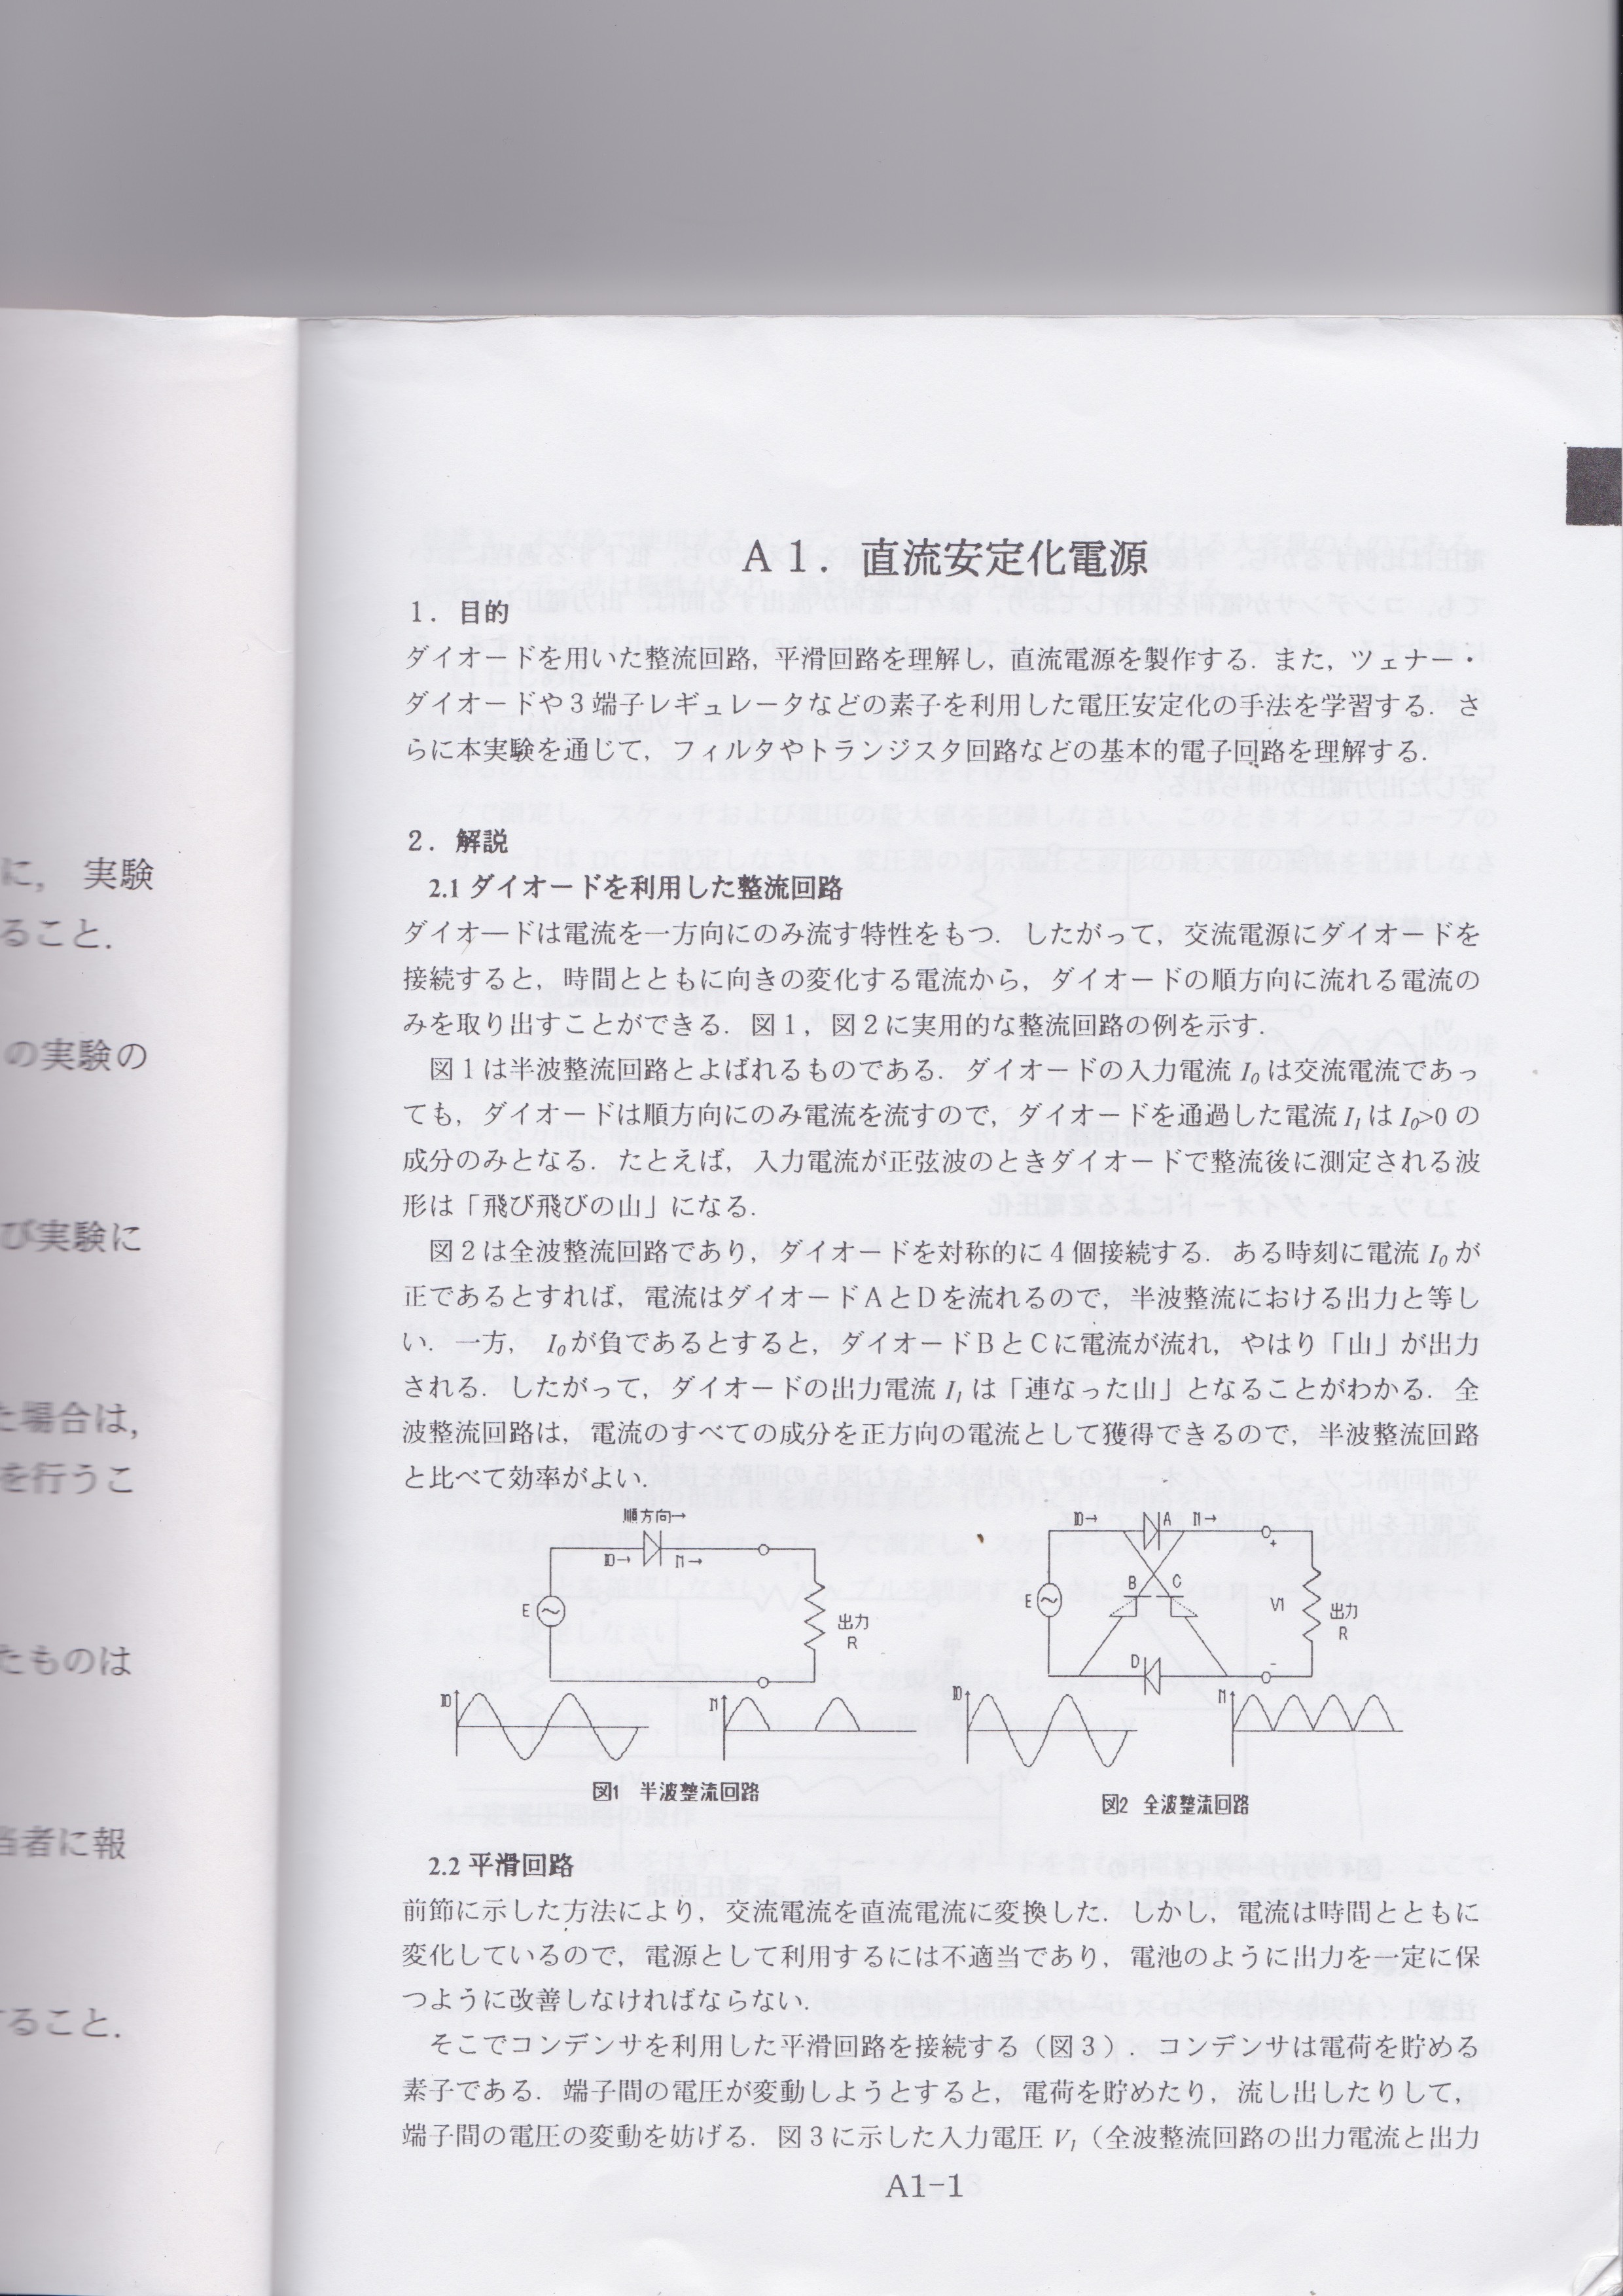 に, 実験
ること.
の実験の
び実験に
た場合は,
を行うこ
たものは
当者に報
ること.
A1. 直流安定化電源
1. 目的
ダイオードを用いた整流回路, 平滑回路を理解し, 直流電源を製作する. また, ツェナー・
ダイオードや3端子レギュレータなどの素子を利用した電圧安定化の手法を学習する. さ
らに本実験を通じて, フィルタやトランジスタ回路などの基本的電子回路を理解する.
2. 解説
2.1 ダイオードを利用した整流回路
ダイオードは電流を一方向にのみ流す特性をもつ. したがって, 交流電源にダイオードを
接続すると, 時間とともに向きの変化する電流から, ダイオードの順方向に流れる電流の
みを取り出すことができる. 図1, 図2に実用的な整流回路の例を示す.
図1は半波整流回路とよばれるものである. ダイオードの入力電流 I₀ は交流電流であっ
ても, ダイオードは順方向にのみ電流を流すので, ダイオードを通過した電流 I₁ は I₀>0 の
成分のみとなる. たとえば, 入力電流が正弦波のときダイオードで整流後に測定される波
形は「飛び飛びの山」になる.
図2は全波整流回路であり, ダイオードを対称的に4個接続する. ある時刻に電流 I₀ が
正であるとすれば, 電流はダイオードAとDを流れるので, 半波整流における出力と等し
い. 一方, I₀が負であるとすると, ダイオードBとCに電流が流れ, やはり「山」が出力
される. したがって, ダイオードの出力電流 I₁ は「連なった山」となることがわかる. 全
波整流回路は, 電流のすべての成分を正方向の電流として獲得できるので, 半波整流回路
と比べて効率がよい.
順方向→
I0→ I1→
E
出力
R
I0
I1
図1 半波整流回路
I0→ A I1→
+
B C
E
V1
出力
R
D
-
I0
I1
図2 全波整流回路
2.2 平滑回路
前節に示した方法により, 交流電流を直流電流に変換した. しかし, 電流は時間とともに
変化しているので, 電源として利用するには不適当であり, 電池のように出力を一定に保
つように改善しなければならない.
そこでコンデンサを利用した平滑回路を接続する（図3）. コンデンサは電荷を貯める
素子である. 端子間の電圧が変動しようとすると, 電荷を貯めたり, 流し出したりして,
端子間の電圧の変動を妨げる. 図3に示した入力電圧 V₁（全波整流回路の出力電流と出力
A1-1